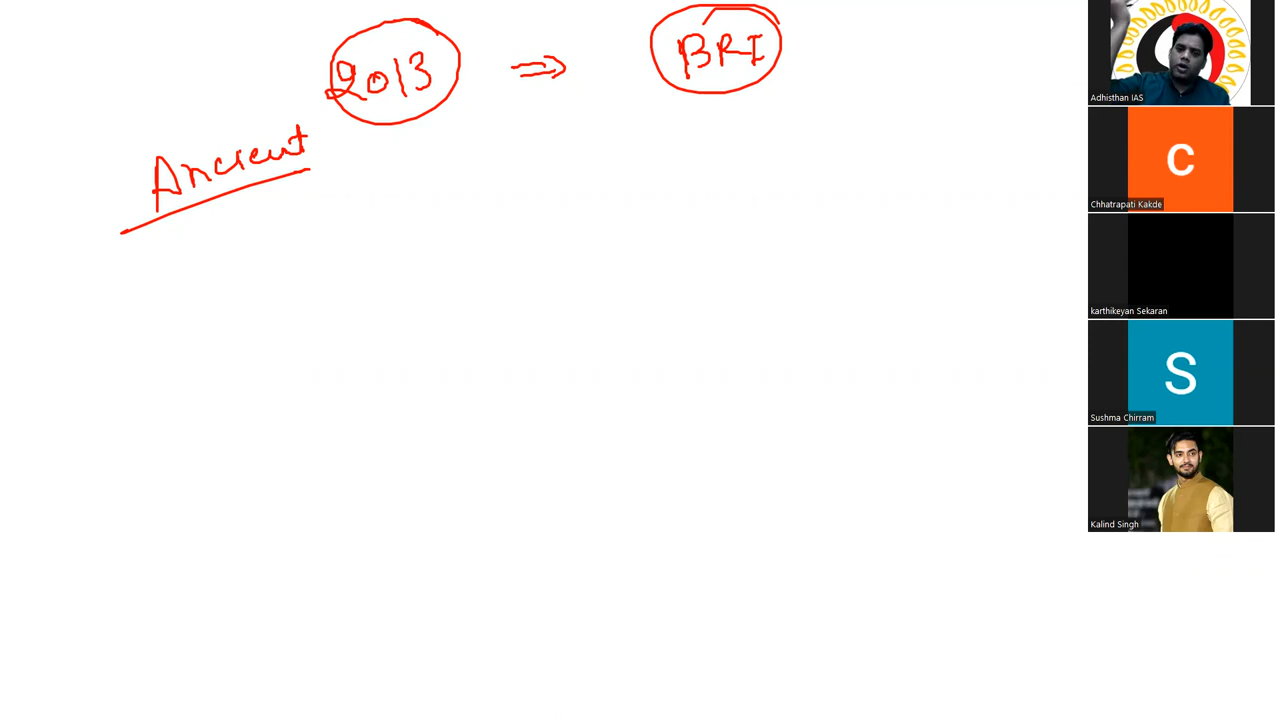 2013 ⇒ BRI
Ancient
Adhisthan IAS
C
Chhatrapati Kakde
karthikeyan Sekaran
S
Sushma Chirram
Kalind Singh